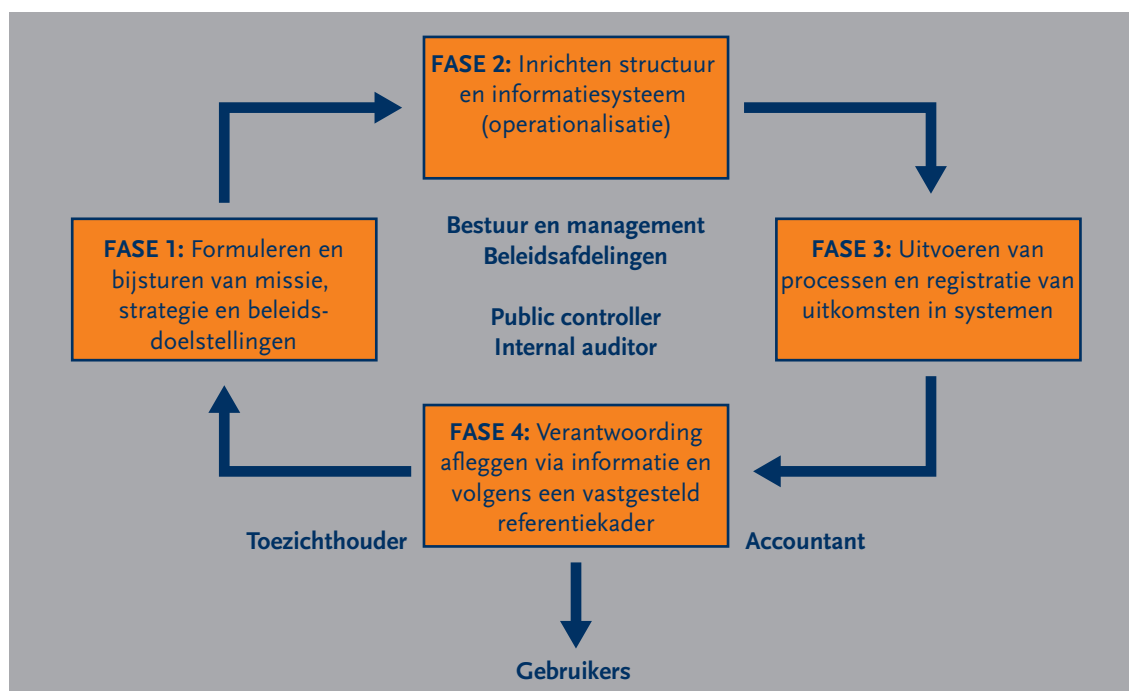 FASE 2: Inrichten structuur
en informatiesysteem
(operationalisatie)
FASE 1: Formuleren en
bijsturen van missie,
strategie en beleids-
doelstellingen
Bestuur en management
Beleidsafdelingen
Public controller
Internal auditor
FASE 3: Uitvoeren van
processen en registratie van
uitkomsten in systemen
FASE 4: Verantwoording
afleggen via informatie en
volgens een vastgesteld
referentiekader
Toezichthouder
Accountant
Gebruikers